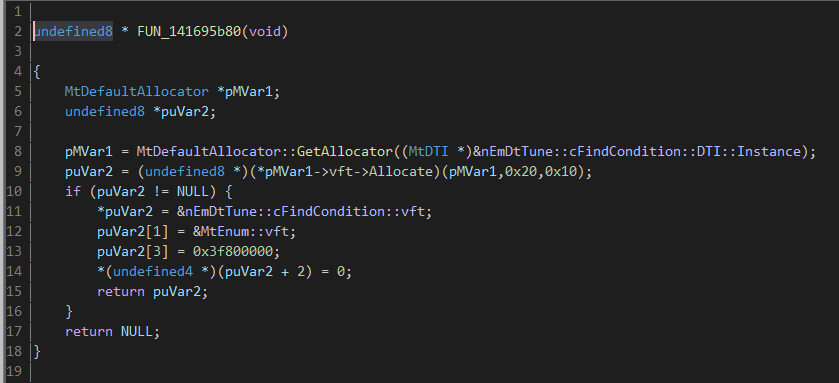 1
2 undefined8 * FUN_141695b80(void)
3
4 {
5     MtDefaultAllocator *pMVar1;
6     undefined8 *puVar2;
7
8     pMVar1 = MtDefaultAllocator::GetAllocator((MtDTI *)&nEmDtTune::cFindCondition::DTI::Instance);
9     puVar2 = (undefined8 *)(*pMVar1->vft->Allocate)(pMVar1,0x20,0x10);
10     if (puVar2 != NULL) {
11         *puVar2 = &nEmDtTune::cFindCondition::vft;
12         puVar2[1] = &MtEnum::vft;
13         puVar2[3] = 0x3f800000;
14         *(undefined4 *)(puVar2 + 2) = 0;
15         return puVar2;
16     }
17     return NULL;
18 }
19